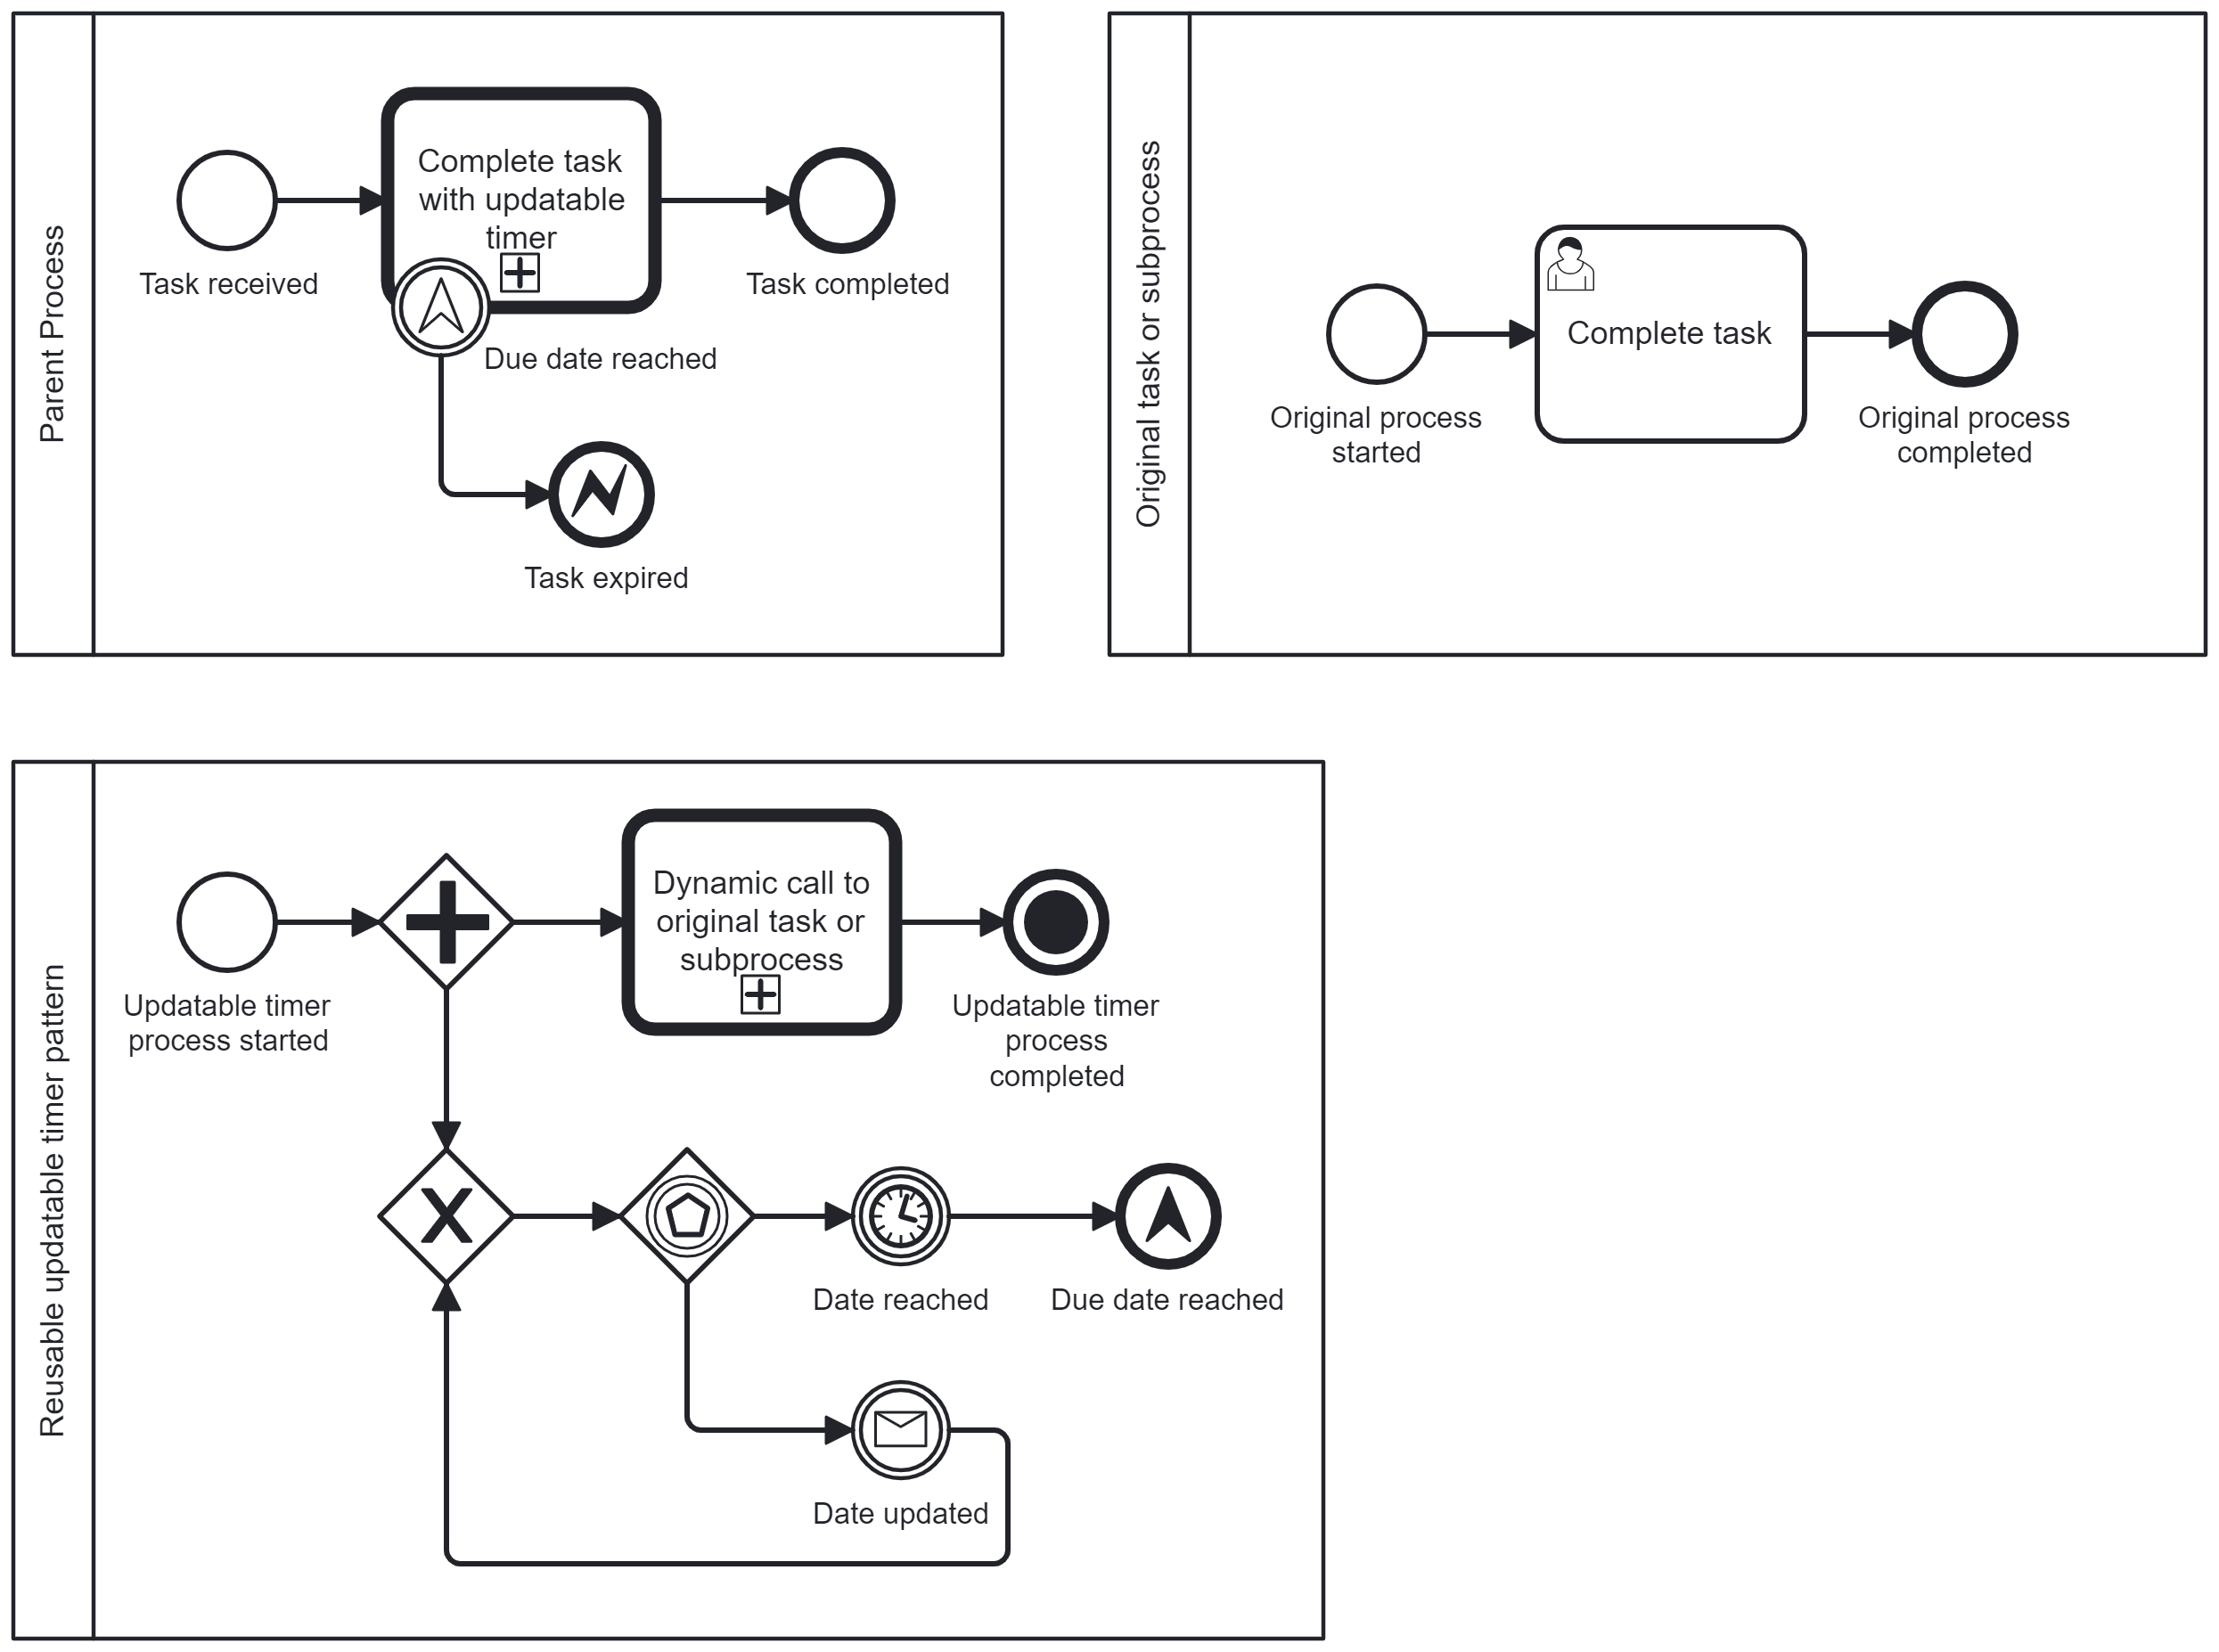 Parent Process
Complete task
with updatable
timer
Task received
Task completed
Due date reached
Task expired
Original task or subprocess
Complete task
Original process
started
Original process
completed
Reusable updatable timer pattern
Dynamic call to
original task or
subprocess
Updatable timer
process started
Updatable timer
process
completed
Date reached
Due date reached
Date updated